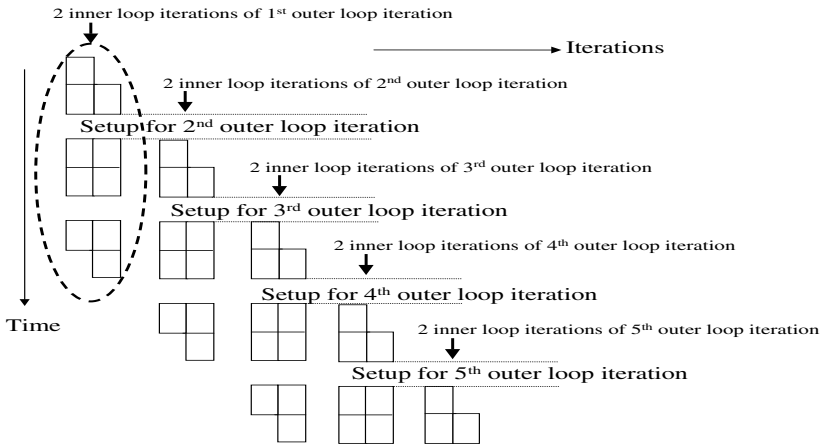 2 inner loop iterations of 1st outer loop iteration
Iterations
2 inner loop iterations of 2nd outer loop iteration
Setup for 2nd outer loop iteration
2 inner loop iterations of 3rd outer loop iteration
Setup for 3rd outer loop iteration
2 inner loop iterations of 4th outer loop iteration
Setup for 4th outer loop iteration
Time
2 inner loop iterations of 5th outer loop iteration
Setup for 5th outer loop iteration